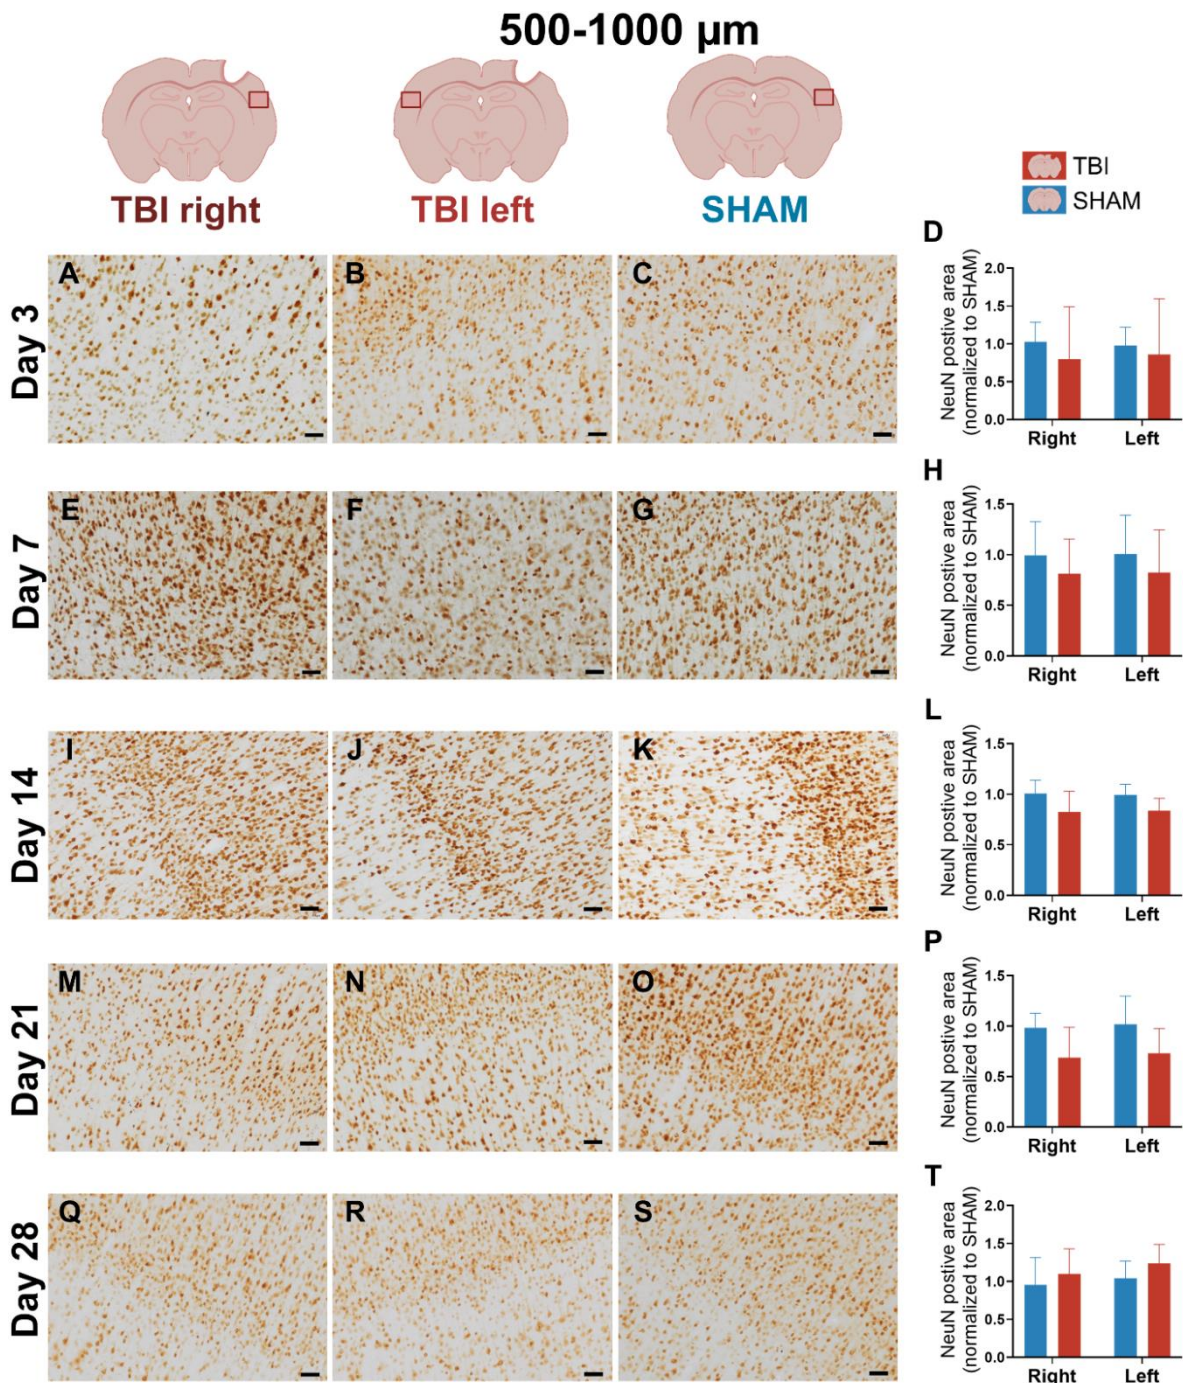 500-1000 µm
TBI right
TBI left
SHAM
TBI
SHAM
Day 3
A
B
C
D
NeuN postive area
(normalized to SHAM)
2.0
1.5
1.0
0.5
0.0
Right
Left
Day 7
E
F
G
H
NeuN postive area
(normalized to SHAM)
1.5
1.0
0.5
0.0
Right
Left
Day 14
I
J
K
L
NeuN postive area
(normalized to SHAM)
1.5
1.0
0.5
0.0
Right
Left
Day 21
M
N
O
P
NeuN postive area
(normalized to SHAM)
1.5
1.0
0.5
0.0
Right
Left
Day 28
Q
R
S
T
NeuN postive area
(normalized to SHAM)
2.0
1.5
1.0
0.5
0.0
Right
Left